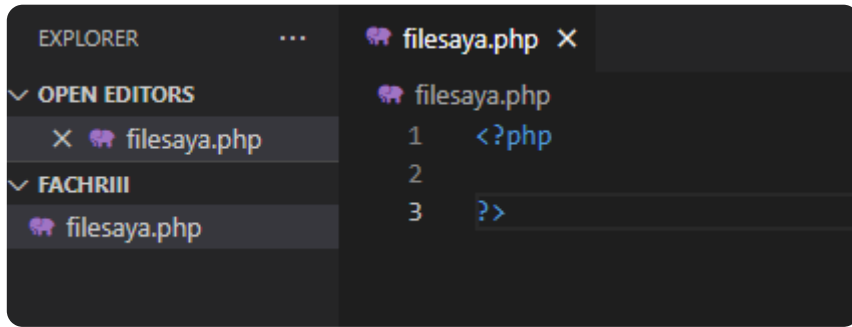 EXPLORER ...
OPEN EDITORS
filesaya.php
FACHRIII
filesaya.php
filesaya.php
filesaya.php
1 <?php
2
3 ?>